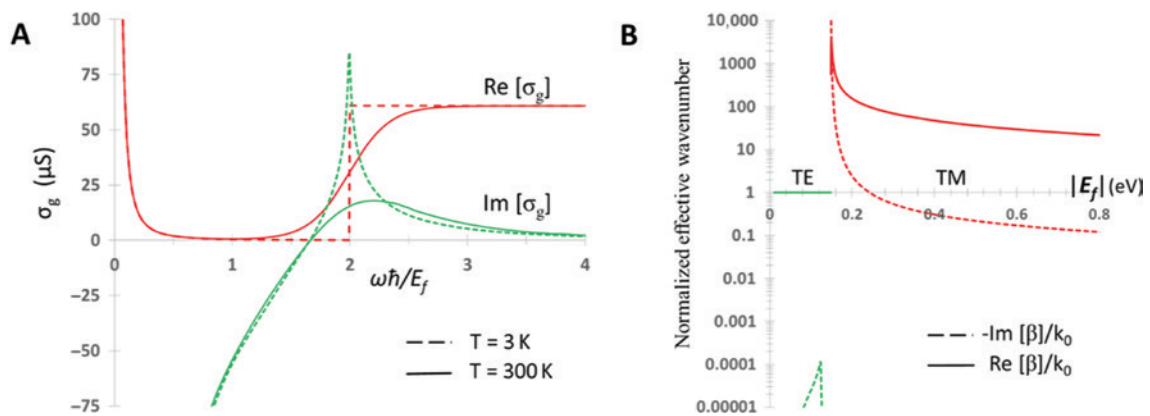 A
100
75
50
25
0
−25
−50
−75
σg (μS)
Re [σg]
Im [σg]
0
1
2
3
4
ωħ/Ef
T = 3 K
T = 300 K
B
Normalized effective wavenumber
10,000
1000
100
10
1
0.1
0.01
0.0001
0.0001
0.00001
TE
TM
|Ef| (eV)
0.2
0.4
0.6
0.8
-Im [β]/k0
Re [β]/k0